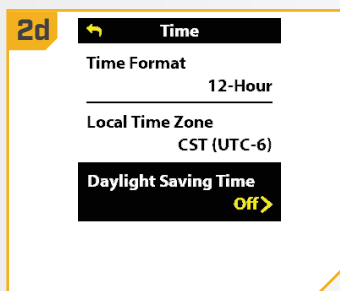 2d
Time
Time Format
12-Hour
Local Time Zone
CST (UTC-6)
Daylight Saving Time
Off